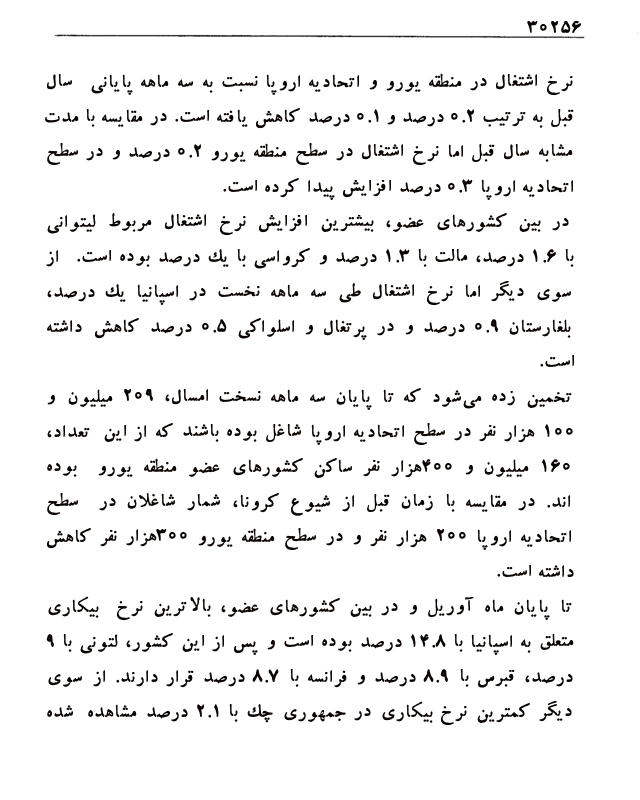 ۳۰۲۵۶
نرخ اشتغال در منطقه یورو و اتحادیه اروپا نسبت به سه ماهه پایانی سال
قبل به ترتیب ۰.۲ درصد و ۰.۱ درصد کاهش یافته است. در مقایسه با مدت
مشابه سال قبل اما نرخ اشتغال در سطح منطقه یورو ۰.۲ درصد و در سطح
اتحادیه اروپا ۰.۳ درصد افزایش پیدا کرده است.
در بین کشورهای عضو، بیشترین افزایش نرخ اشتغال مربوط لیتوانی
با ۱.۶ درصد، مالت با ۱.۳ درصد و کرواسی با یك درصد بوده است. از
سوی دیگر اما نرخ اشتغال طی سه ماهه نخست در اسپانیا یك درصد،
بلغارستان ۰.۹ درصد و در پرتغال و اسلواکی ۰.۵ درصد کاهش داشته
است.
تخمین زده می‌شود که تا پایان سه ماهه نسخت امسال، ۲۰۹ میلیون و
۱۰۰ هزار نفر در سطح اتحادیه اروپا شاغل بوده باشند که از این تعداد،
۱۶۰ میلیون و ۴۰۰هزار نفر ساکن کشورهای عضو منطقه یورو بوده
اند. در مقایسه با زمان قبل از شیوع کرونا، شمار شاغلان در سطح
اتحادیه اروپا ۲۰۰ هزار نفر و در سطح منطقه یورو ۳۰۰هزار نفر کاهش
داشته است.
تا پایان ماه آوریل و در بین کشورهای عضو، بالاترین نرخ بیکاری
متعلق به اسپانیا با ۱۴.۸ درصد بوده است و پس از این کشور، لتونی با ۹
درصد، قبرس با ۸.۹ درصد و فرانسه با ۸.۷ درصد قرار دارند. از سوی
دیگر کمترین نرخ بیکاری در جمهوری چك با ۲.۱ درصد مشاهده شده